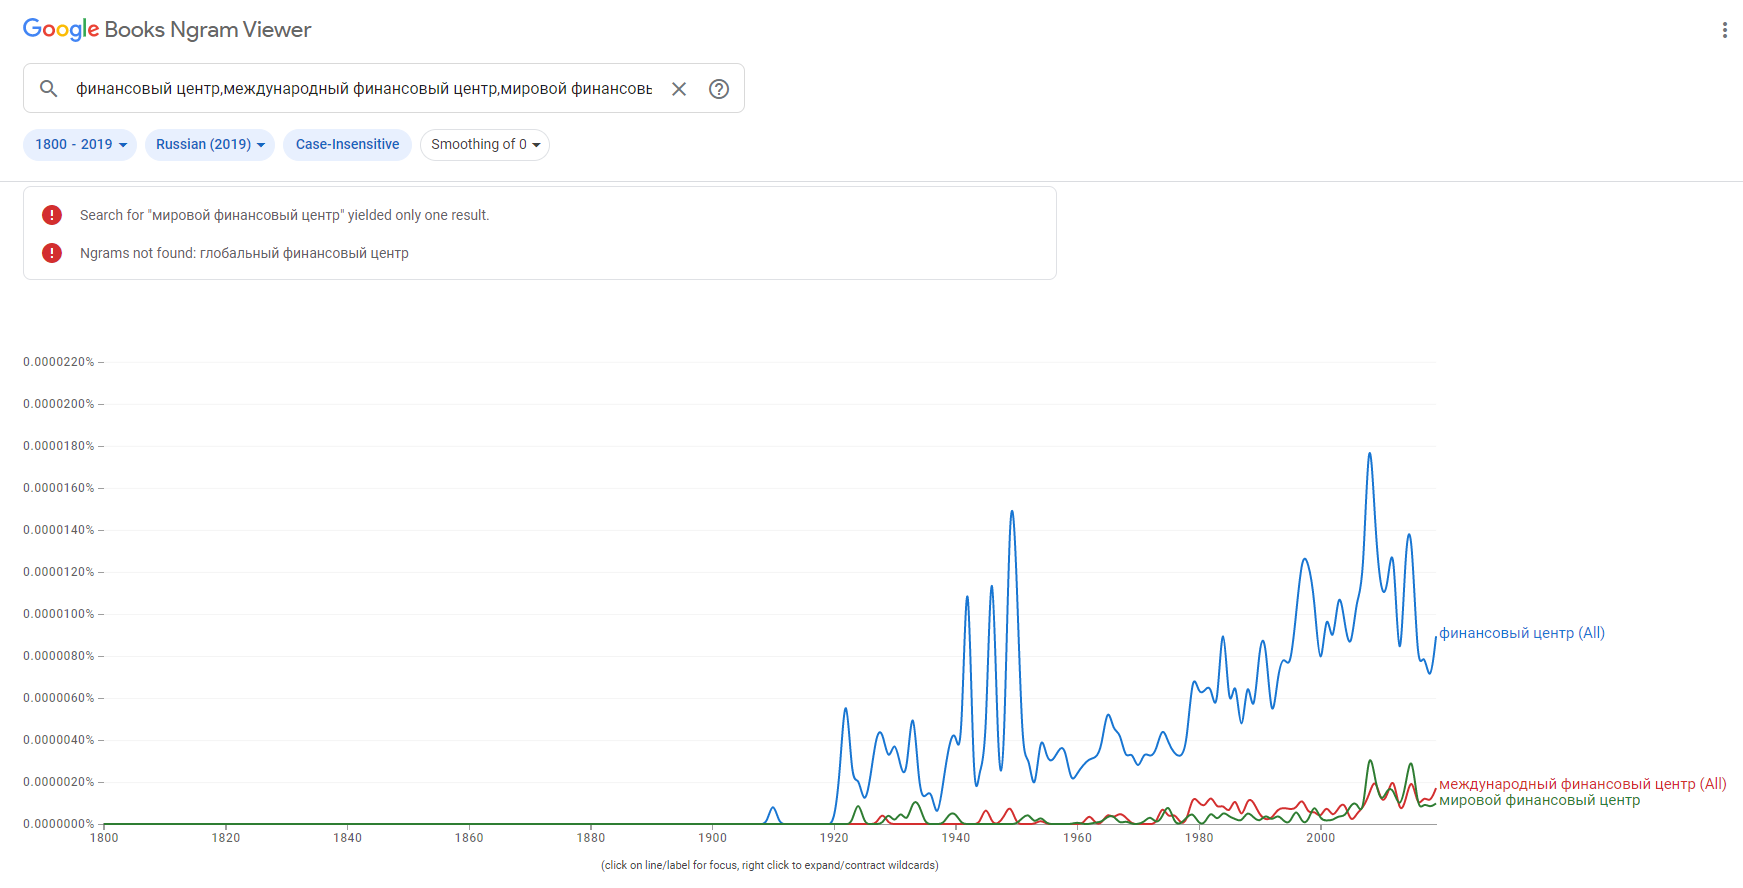 Google Books Ngram Viewer
финансовый центр,международный финансовый центр,мировой финансовь
1800 - 2019
Russian (2019)
Case-Insensitive
Smoothing of 0
Search for "мировой финансовый центр" yielded only one result.
Ngrams not found: глобальный финансовый центр
0.0000220%
0.0000200%
0.0000180%
0.0000160%
0.0000140%
0.0000120%
0.0000100%
0.0000080%
0.0000060%
0.0000040%
0.0000020%
0.0000000%
финансовый центр (All)
международный финансовый центр (All)
мировой финансовый центр
1800 1820 1840 1860 1880 1900 1920 1940 1960 1980 2000
(click on line/label for focus, right click to expand/contract wildcards)